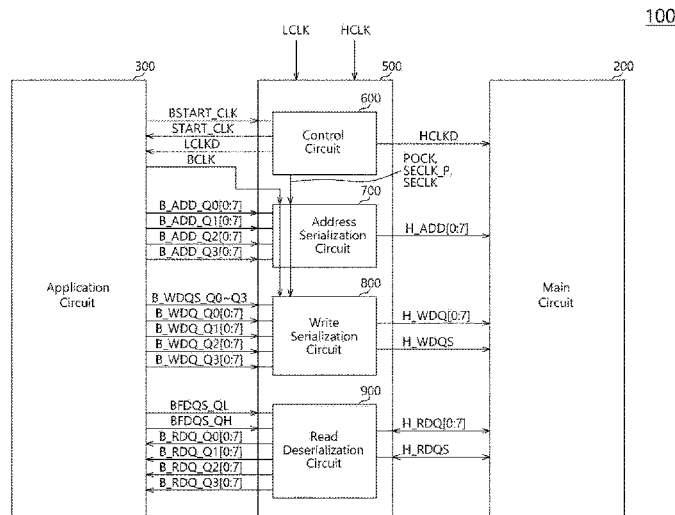 100
LCLK
HCLK
300
500
200
600
BSTART_CLK
START_CLK
LCLKD
BCLK
Control
Circuit
HCLKD
POCK,
SECLK_P,
SECLK
700
B_ADD_Q0[0:7]
B_ADD_Q1[0:7]
B_ADD_Q2[0:7]
B_ADD_Q3[0:7]
Address
Serialization
Circuit
H_ADD[0:7]
Application
Circuit
Main
Circuit
800
B_WDQS_Q0~Q3
B_WDQ_Q0[0:7]
B_WDQ_Q1[0:7]
B_WDQ_Q2[0:7]
B_WDQ_Q3[0:7]
Write
Serialization
Circuit
H_WDQ[0:7]
H_WDQS
900
BFDQS_QL
BFDQS_QH
B_RDQ_Q0[0:7]
B_RDQ_Q1[0:7]
B_RDQ_Q2[0:7]
B_RDQ_Q3[0:7]
Read
Deserialization
Circuit
H_RDQ[0:7]
H_RDQS